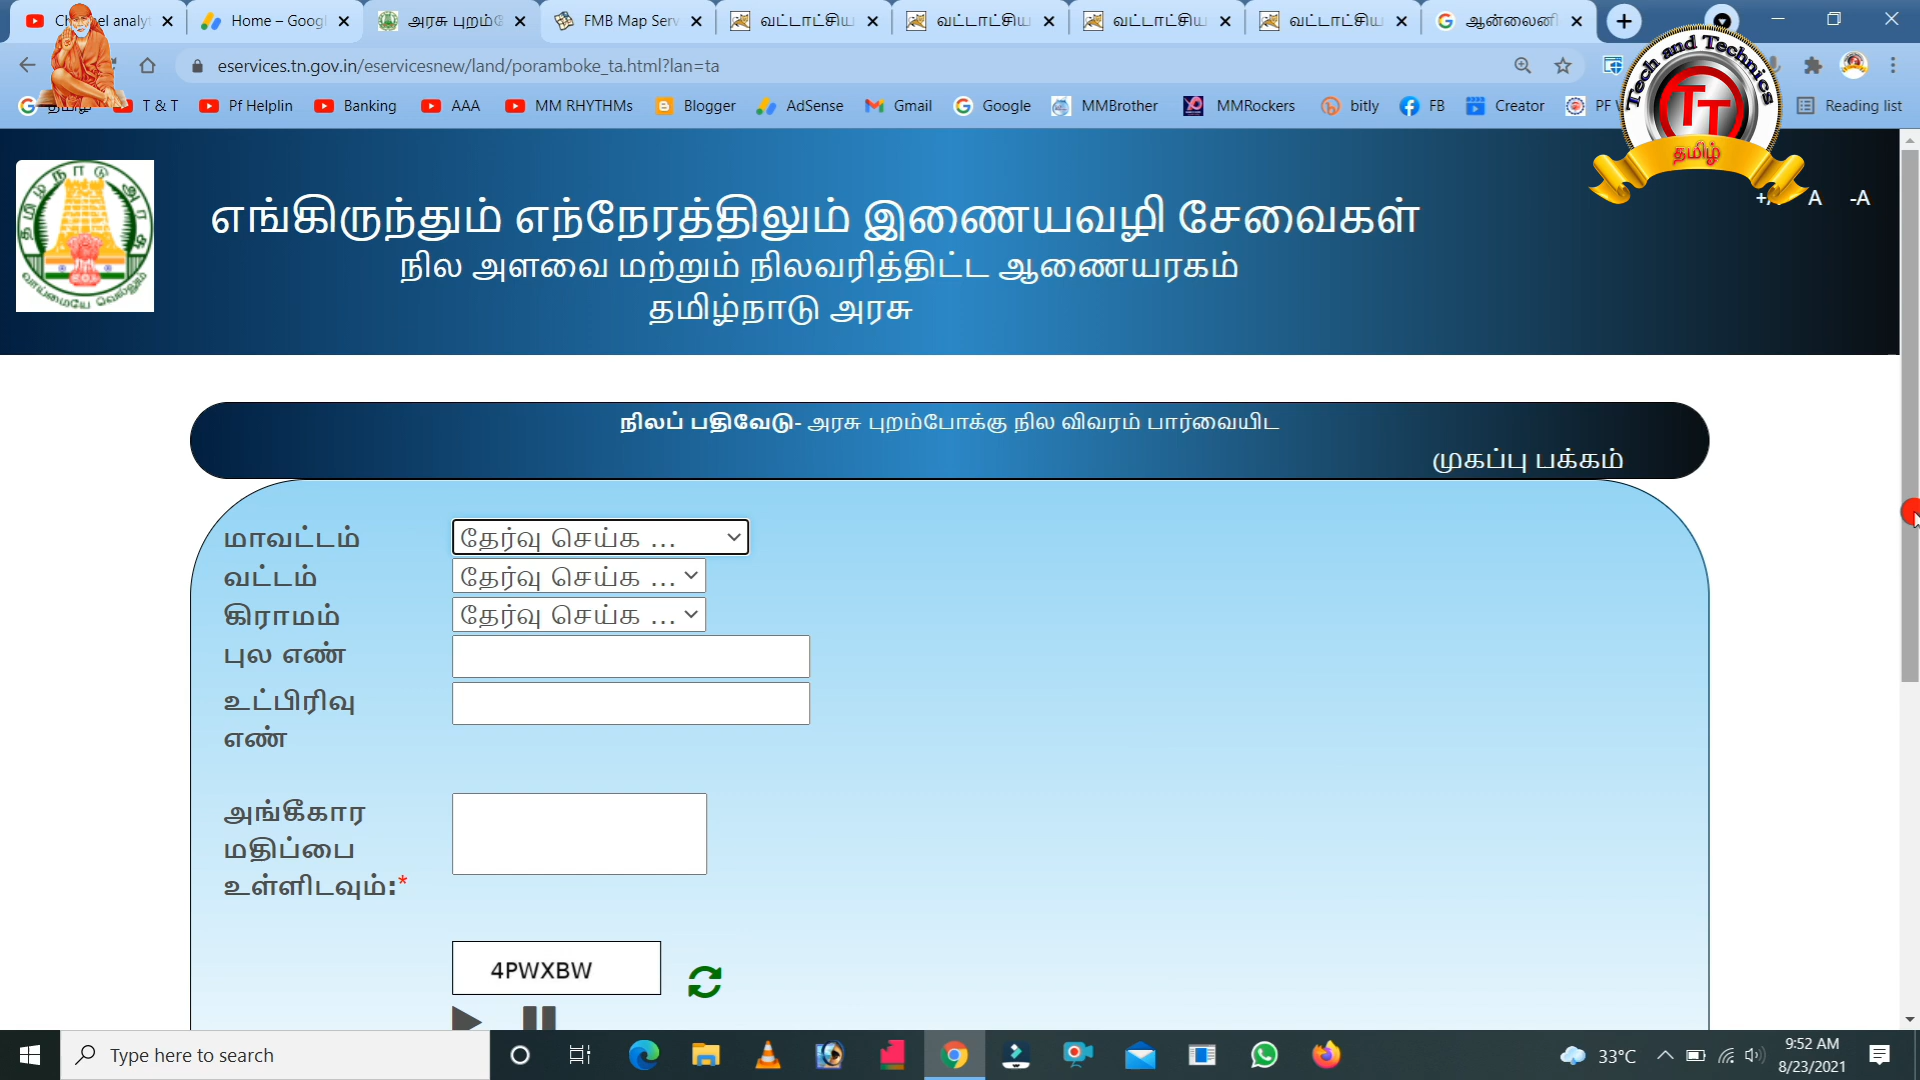 Channel analyt
Home – Googl
அரசு புறம்போ
FMB Map Serv
வட்டாட்சிய
வட்டாட்சிய
வட்டாட்சிய
வட்டாட்சிய
ஆன்லைனி
eservices.tn.gov.in/eservicesnew/land/poramboke_ta.html?lan=ta
தமிழ்
T & T
Pf Helplin
Banking
AAA
MM RHYTHMs
Blogger
AdSense
Gmail
Google
MMBrother
MMRockers
bitly
FB
Creator
Reading list
Tech and Technics
TT
தமிழ்
A
-A
எங்கிருந்தும் எந்நேரத்திலும் இணையவழி சேவைகள்
நில அளவை மற்றும் நிலவரித்திட்ட ஆணையரகம்
தமிழ்நாடு அரசு
நிலப் பதிவேடு- அரசு புறம்போக்கு நில விவரம் பார்வையிட
முகப்பு பக்கம்
மாவட்டம் தேர்வு செய்க ...
வட்டம் தேர்வு செய்க ...
கிராமம் தேர்வு செய்க ...
புல எண்
உட்பிரிவு
எண்
அங்கீகார
மதிப்பை
உள்ளிடவும்:*
4PWXBW
Type here to search
33°C
9:52 AM
8/23/2021